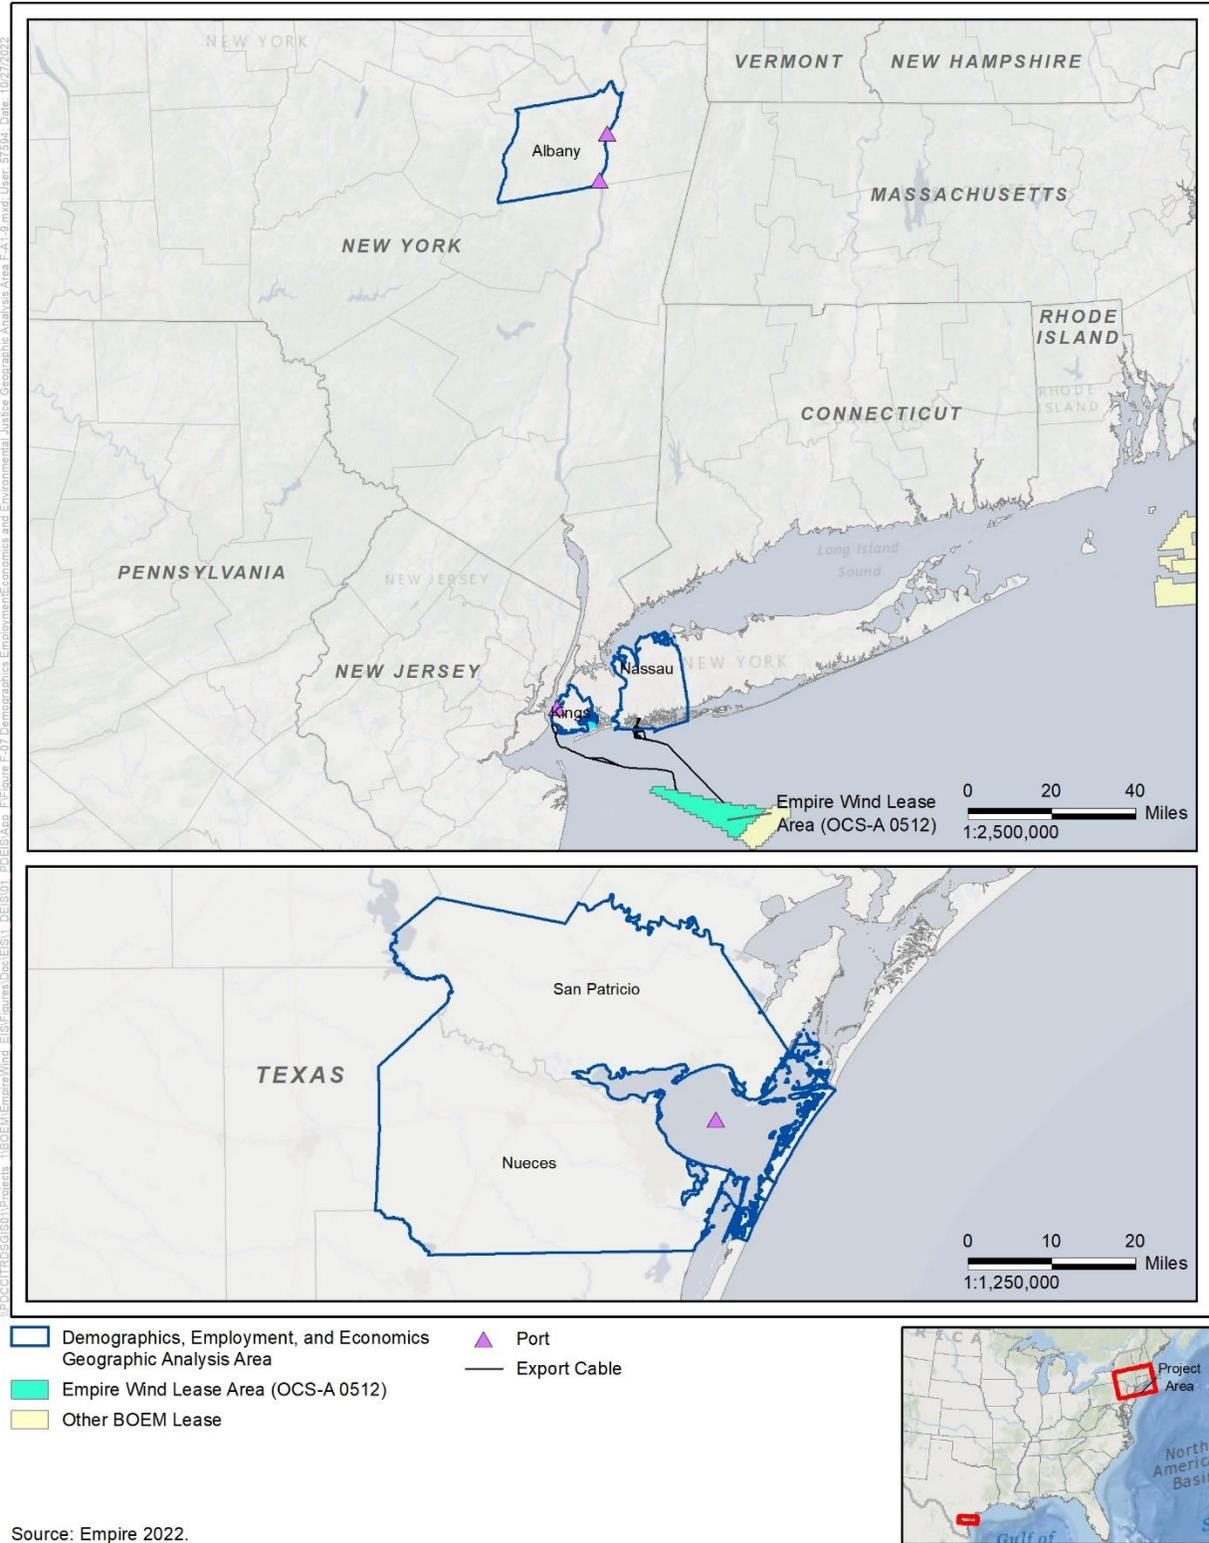 NEW YORK
VERMONT
NEW HAMPSHIRE
Albany
MASSACHUSETTS
NEW YORK
RHODE
ISLAND
RHODE
ISLAND
CONNECTICUT
Long Island
Sound
PENNSYLVANIA
NEW JERSEY
NEW JERSEY
Nassau
NEW YORK
Kings
Empire Wind Lease
Area (OCS-A 0512)
0 20 40
Miles
1:2,500,000
San Patricio
TEXAS
Nueces
0 10 20
Miles
1:1,250,000
Demographics, Employment, and Economics
Geographic Analysis Area
Empire Wind Lease Area (OCS-A 0512)
Other BOEM Lease
Port
Export Cable
RICA
Project
Area
North
Americ
Basi
Gulf of
Source: Empire 2022.